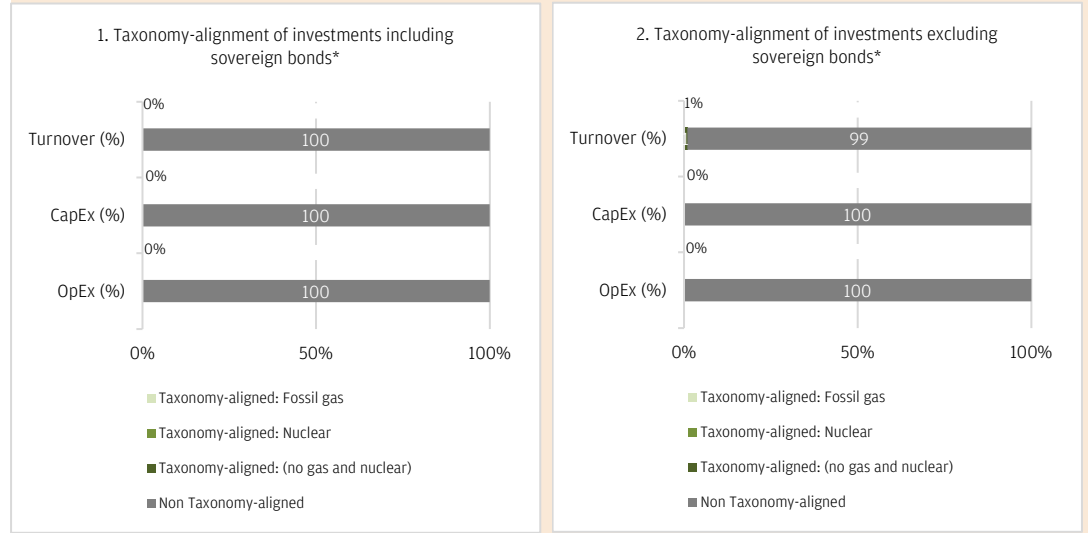 1. Taxonomy-alignment of investments including
sovereign bonds*
0%
Turnover (%)
100
0%
CapEx (%)
100
0%
OpEx (%)
100
0%
50%
100%
Taxonomy-aligned: Fossil gas
Taxonomy-aligned: Nuclear
Taxonomy-aligned: (no gas and nuclear)
Non Taxonomy-aligned
2. Taxonomy-alignment of investments excluding
sovereign bonds*
1%
Turnover (%)
1
99
0%
CapEx (%)
100
0%
OpEx (%)
100
0%
50%
100%
Taxonomy-aligned: Fossil gas
Taxonomy-aligned: Nuclear
Taxonomy-aligned: (no gas and nuclear)
Non Taxonomy-aligned